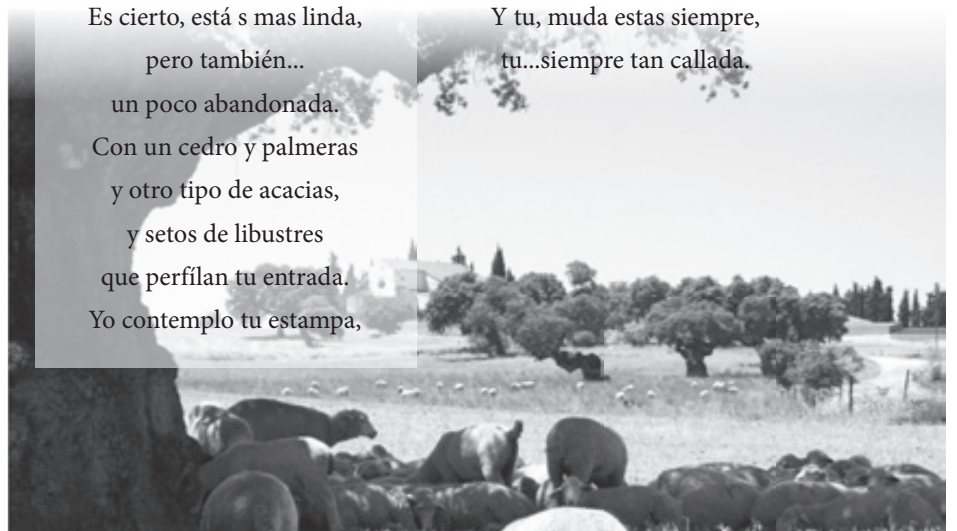 Es cierto, está s mas linda,
pero también...
un poco abandonada.
Con un cedro y palmeras
y otro tipo de acacias,
y setos de libustres
que perfílan tu entrada.
Yo contemplo tu estampa,
Y tu, muda estas siempre,
tu...siempre tan callada.